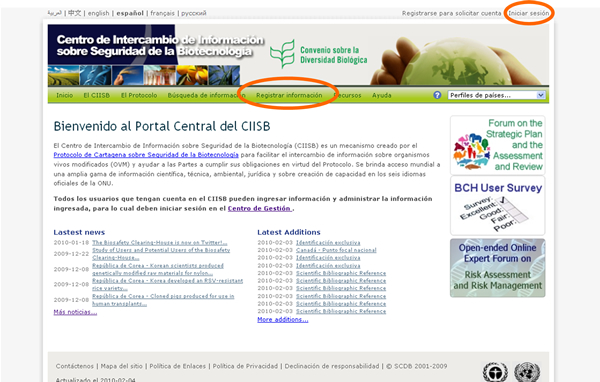 العربية | 中文 | english | español | français | русский
Registrarse para solicitar cuenta Iniciar sesión
Centro de Intercambio de Información
sobre Seguridad de la Biotecnología
Convenio sobre la
Diversidad Biológica
Inicio El CIISB El Protocolo Búsqueda de información Registrar información Recursos Ayuda ? Perfiles de países...
Bienvenido al Portal Central del CIISB
El Centro de Intercambio de Información sobre Seguridad de la Biotecnología (CIISB) es un mecanismo creado por el
Protocolo de Cartagena sobre Seguridad de la Biotecnología para facilitar el intercambio de información sobre organismos
vivos modificados (OVM) y ayudar a las Partes a cumplir sus obligaciones en virtud del Protocolo. Se brinda acceso mundial a
una amplia gama de información científica, técnica, ambiental, jurídica y sobre creación de capacidad en los seis idiomas
oficiales de la ONU.
Todos los usuarios que tengan cuenta en el CIISB pueden ingresar información y administrar la información
ingresada, para lo cual deben iniciar sesión en el Centro de Gestión .
Lastest news
2010-01-18 The Biosafety Clearing-House is now on Twitter!...
2009-12-22 Study of Users and Potential Users of the Biosafety
Clearing-House...
2009-12-08 República de Corea - Korean scientists produced
genetically modified raw materials for nylon...
2009-12-08 República de Corea - Korea developed an RSV-resistant
rice variety...
2009-12-08 República de Corea - Cloned pigs produced for use in
human transplants...
Más noticias...
Latest Additions
2010-02-03 Identificación exclusiva
2010-02-03 Canadá - Punto focal nacional
2010-02-03 Identificación exclusiva
2010-02-03 Identificación exclusiva
2010-02-03 Scientific Bibliographic Reference
2010-02-03 Scientific Bibliographic Reference
2010-02-03 Scientific Bibliographic Reference
2010-02-03 Scientific Bibliographic Reference
More additions...
Forum on the
Strategic Plan
and the
Assessment
and Review
BCH User Survey
Survey:
Excellent:
Good:
Fair:
Poor:
Open-ended Online
Expert Forum on
Risk Assessment
and Risk Management
Contáctenos | Mapa del sitio | Política de Enlaces | Política de Privacidad | Declinación de responsabilidad | © SCDB 2001-2009
Actualizado el 2010-02-04